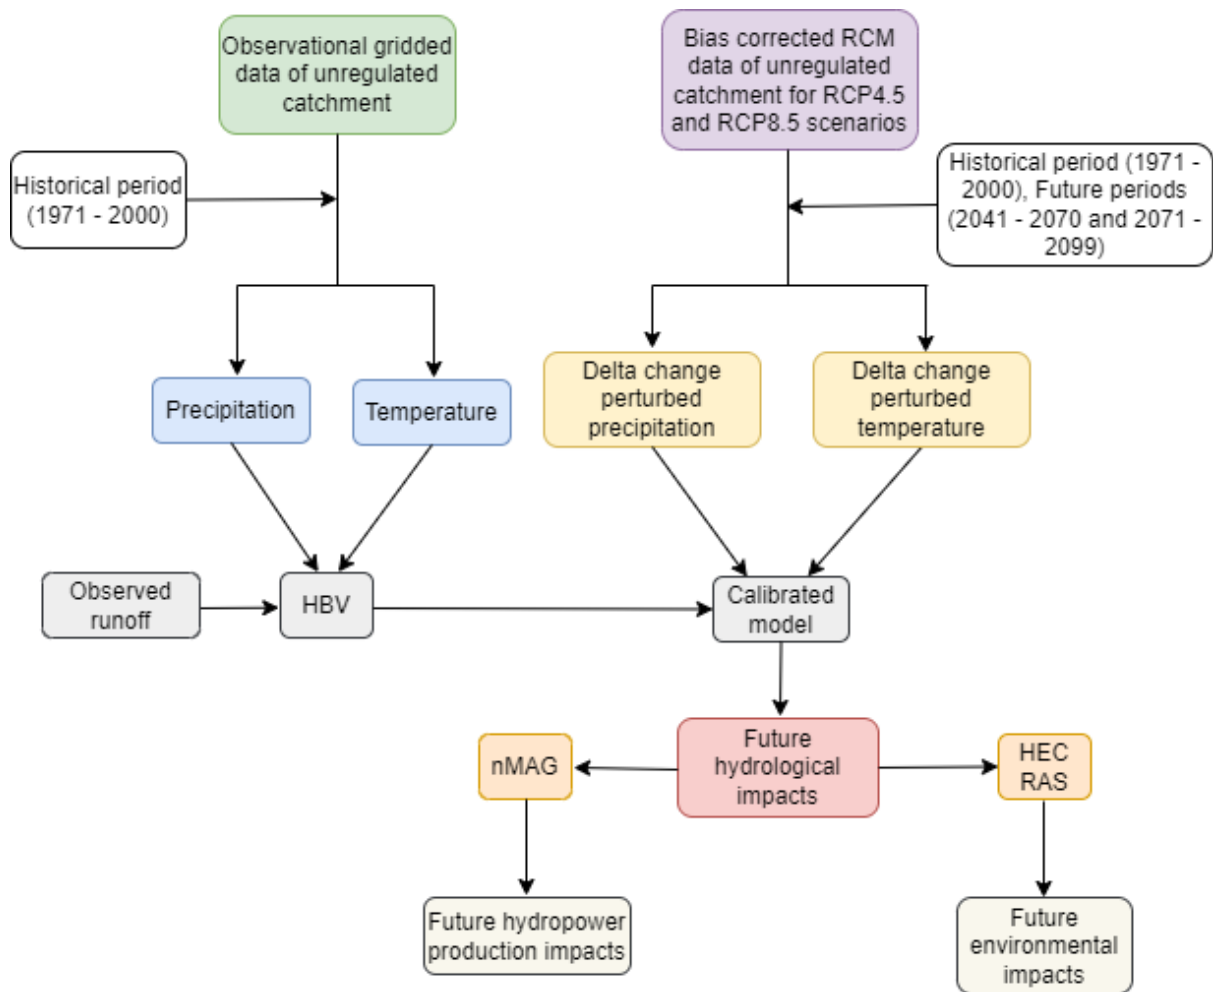 Observational gridded
data of unregulated
catchment
Bias corrected RCM
data of unregulated
catchment for RCP4.5
and RCP8.5 scenarios
Historical period
(1971 - 2000)
Historical period (1971 -
2000), Future periods
(2041 - 2070 and 2071 -
2099)
Precipitation
Temperature
Delta change
perturbed
precipitation
Delta change
perturbed
temperature
Observed
runoff
HBV
Calibrated
model
nMAG
Future
hydrological
impacts
HEC
RAS
Future hydropower
production impacts
Future
environmental
impacts